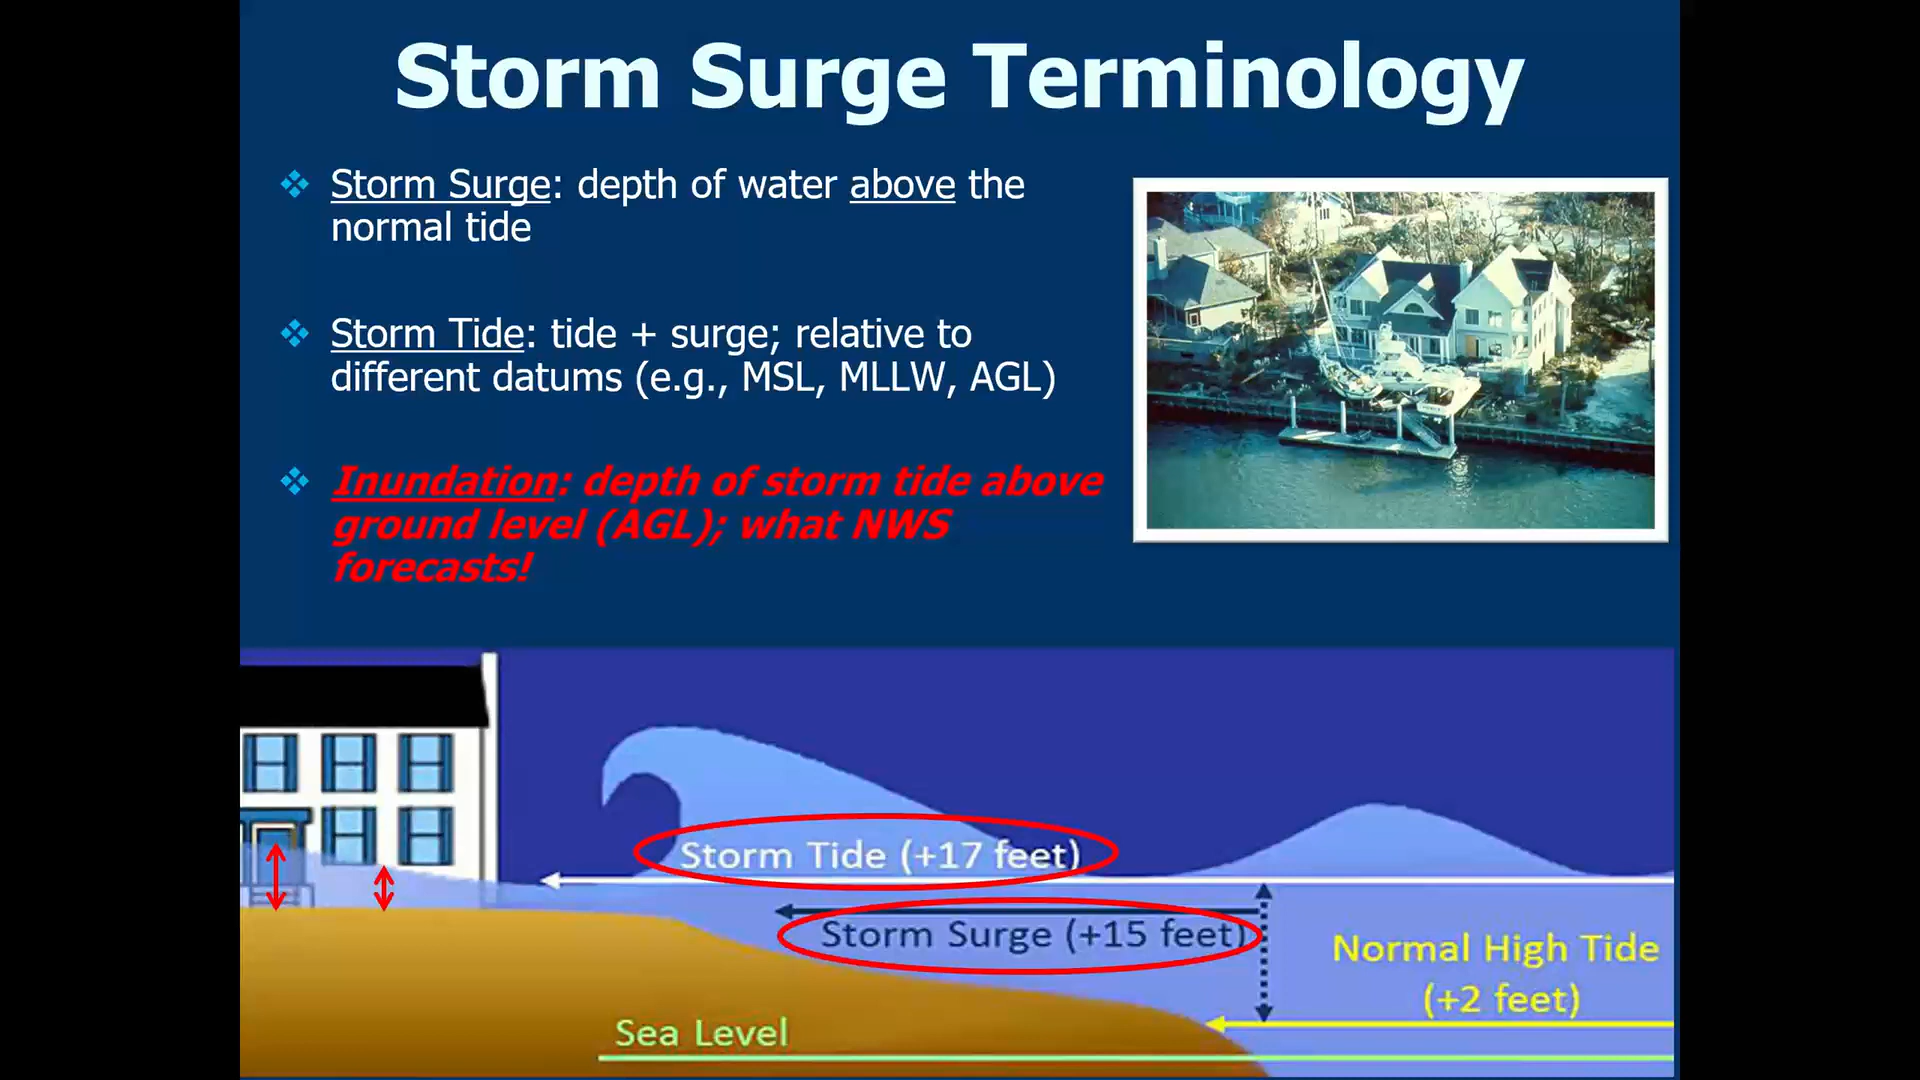 Storm Surge Terminology
Storm Surge: depth of water above the
normal tide
Storm Tide: tide + surge; relative to
different datums (e.g., MSL, MLLW, AGL)
Inundation: depth of storm tide above
ground level (AGL); what NWS
forecasts!
Storm Tide (+17 feet)
Storm Surge (+15 feet)
Normal High Tide
(+2 feet)
Sea Level